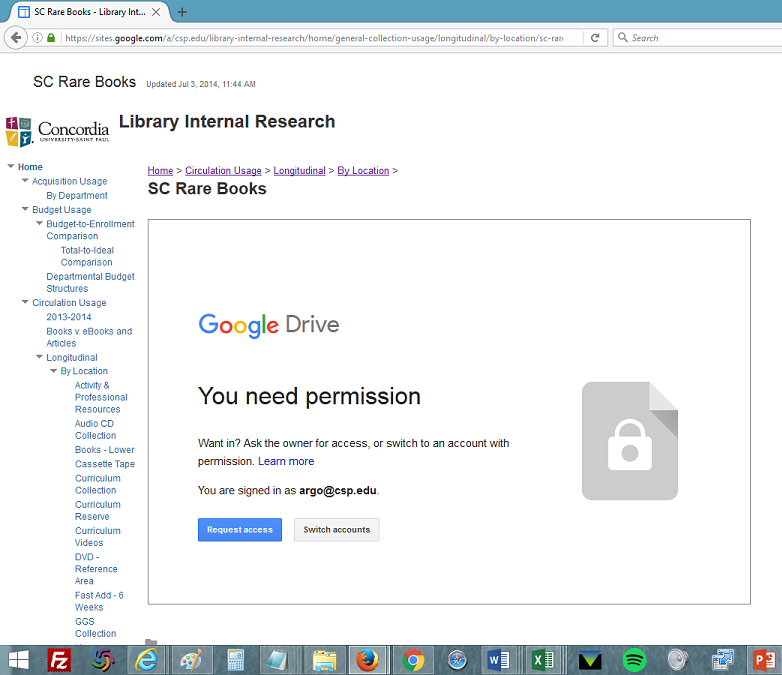 SC Rare Books - Library Int...
https://sites.google.com/a/csp.edu/library-internal-research/home/general-collection-usage/longitudinal/by-location/sc-rare
Search
SC Rare Books Updated Jul 3, 2014, 11:44 AM
Concordia
UNIVERSITY·SAINT PAUL
Library Internal Research
Home
Acquisition Usage
By Department
Budget Usage
Budget-to-Enrollment
Comparison
Total-to-Ideal
Comparison
Departmental Budget
Structures
Circulation Usage
2013-2014
Books v. eBooks and
Articles
Longitudinal
By Location
Activity &
Professional
Resources
Audio CD
Collection
Books - Lower
Cassette Tape
Curriculum
Collection
Curriculum
Reserve
Curriculum
Videos
DVD -
Reference
Area
Fast Add - 6
Weeks
GGS
Collection
Home > Circulation Usage > Longitudinal > By Location >
SC Rare Books
Google Drive
You need permission
Want in? Ask the owner for access, or switch to an account with
permission. Learn more
You are signed in as argo@csp.edu.
Request access
Switch accounts